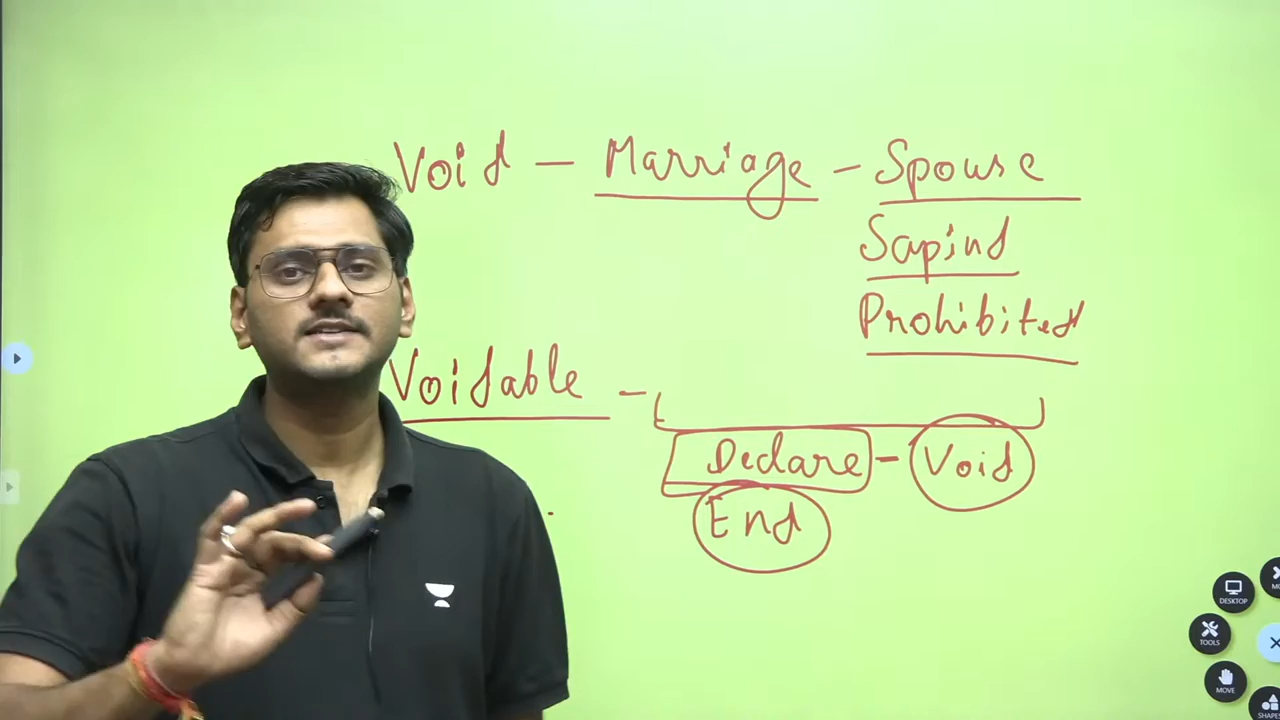 Void - Marriage - Spouse
Sapind
Prohibited
Voidable -
Declare - Void
End
DESKTOP
TOOLS
MOVE